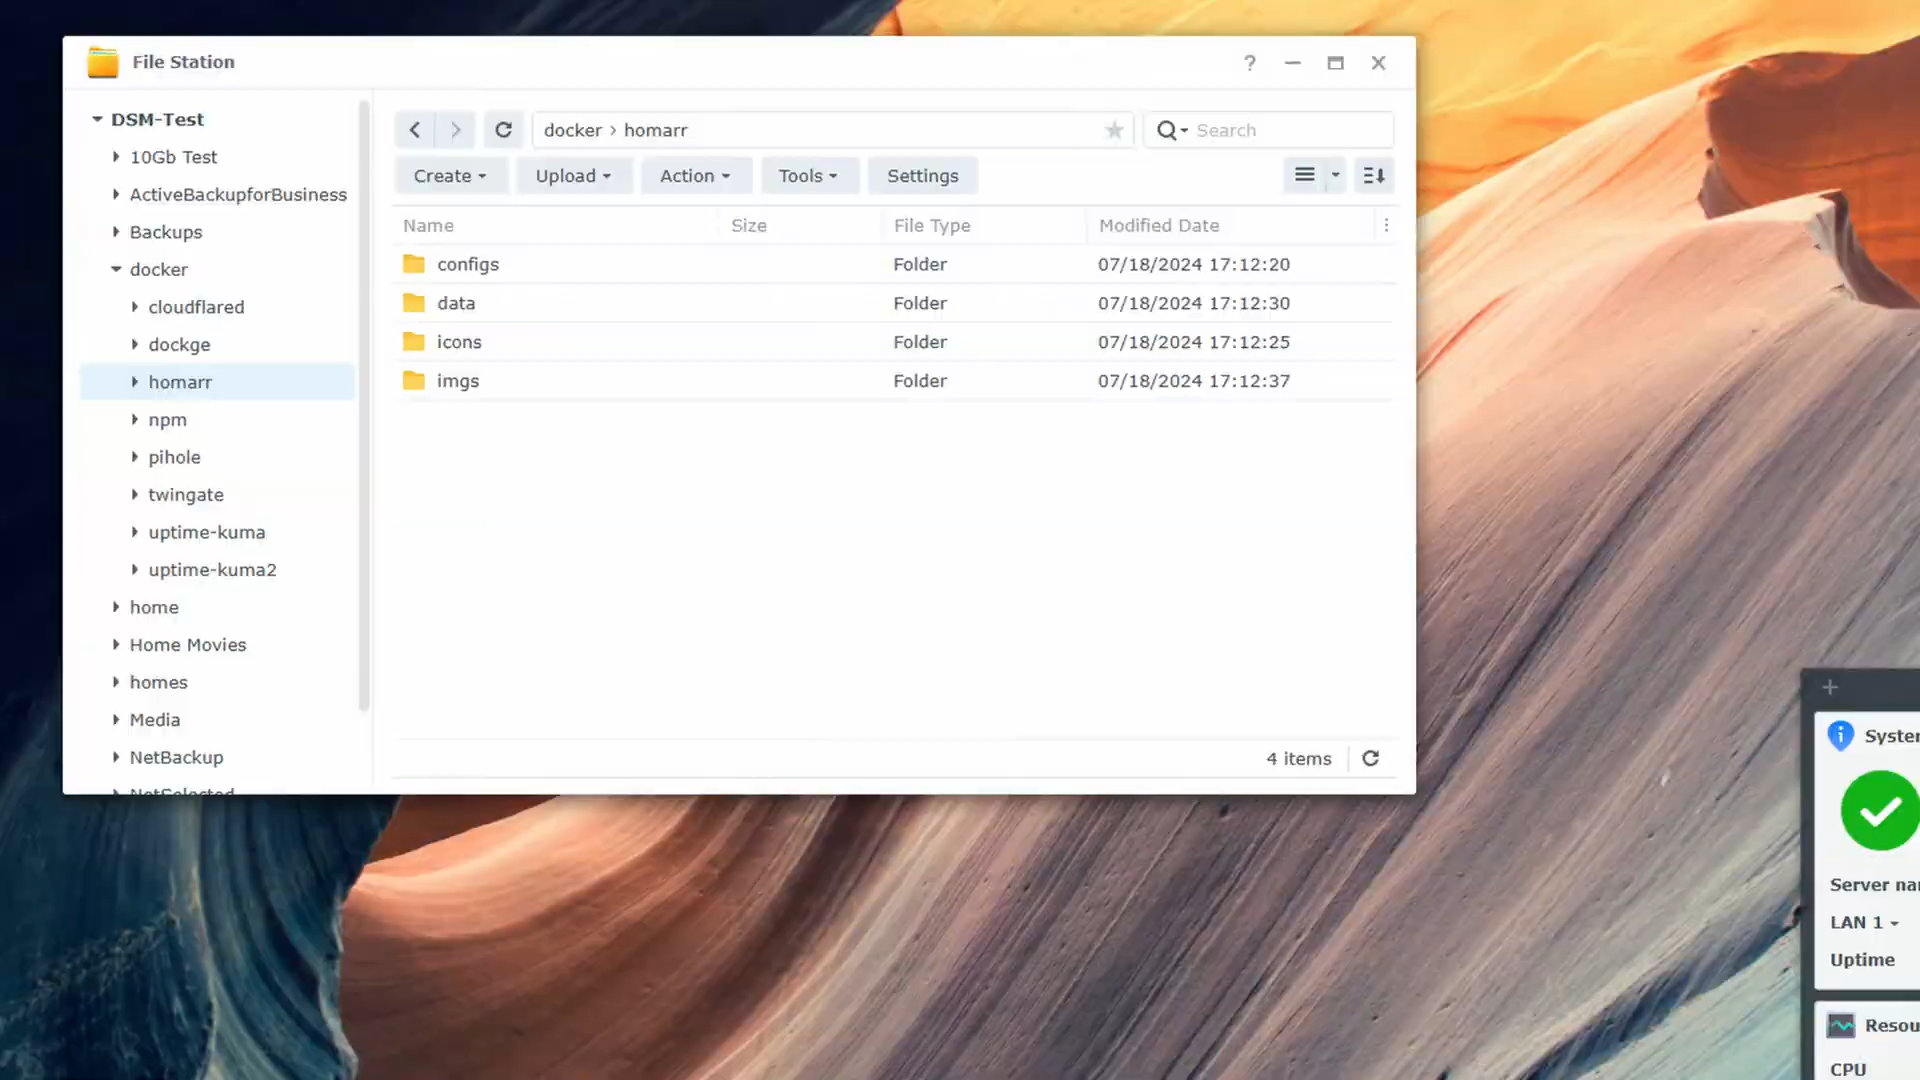 File Station
?
DSM-Test
10Gb Test
ActiveBackupforBusiness
Backups
docker
cloudflared
dockge
homarr
npm
pihole
twingate
uptime-kuma
uptime-kuma2
home
Home Movies
homes
Media
NetBackup
docker › homarr
Search
Create Upload Action Tools Settings
Name Size File Type Modified Date
configs Folder 07/18/2024 17:12:20
data Folder 07/18/2024 17:12:30
icons Folder 07/18/2024 17:12:25
imgs Folder 07/18/2024 17:12:37
4 items
+
System
Server na
LAN 1
Uptime
Resou
CPU